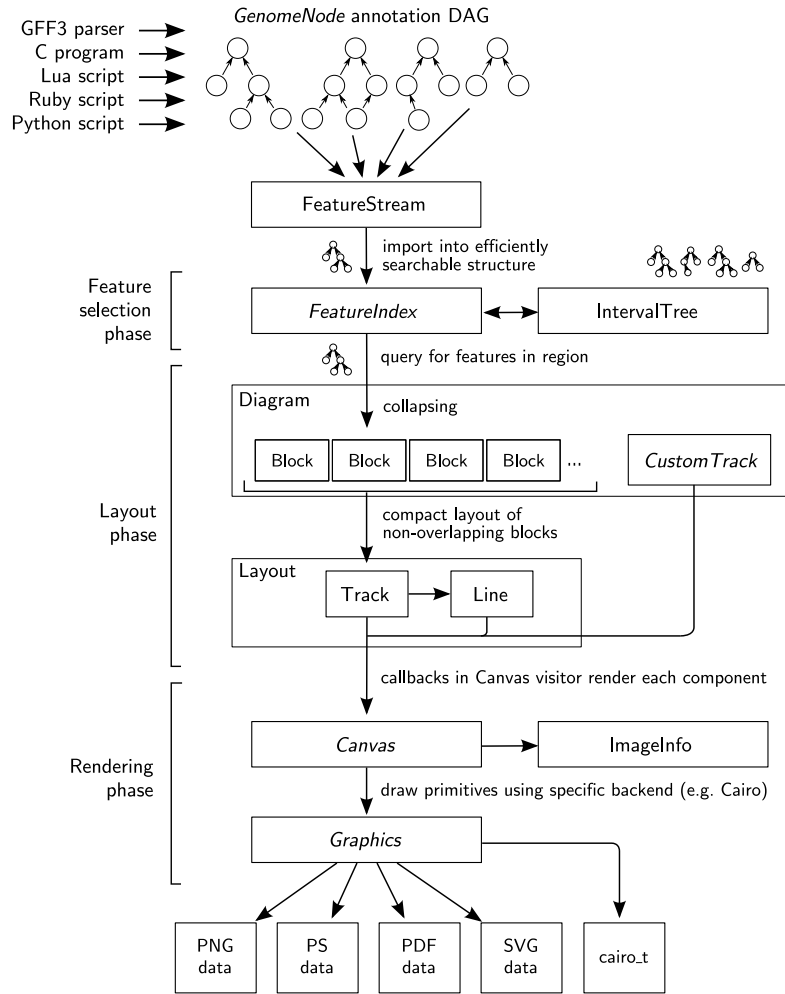 GenomeNode annotation DAG
GFF3 parser
C program
Lua script
Ruby script
Python script
FeatureStream
import into efficiently
searchable structure
Feature
selection
phase
FeatureIndex
IntervalTree
query for features in region
Diagram
collapsing
Block
Block
Block
Block
...
CustomTrack
Layout
phase
compact layout of
non-overlapping blocks
Layout
Track
Line
callbacks in Canvas visitor render each component
Rendering
phase
Canvas
ImageInfo
draw primitives using specific backend (e.g. Cairo)
Graphics
PNG
data
PS
data
PDF
data
SVG
data
cairo_t